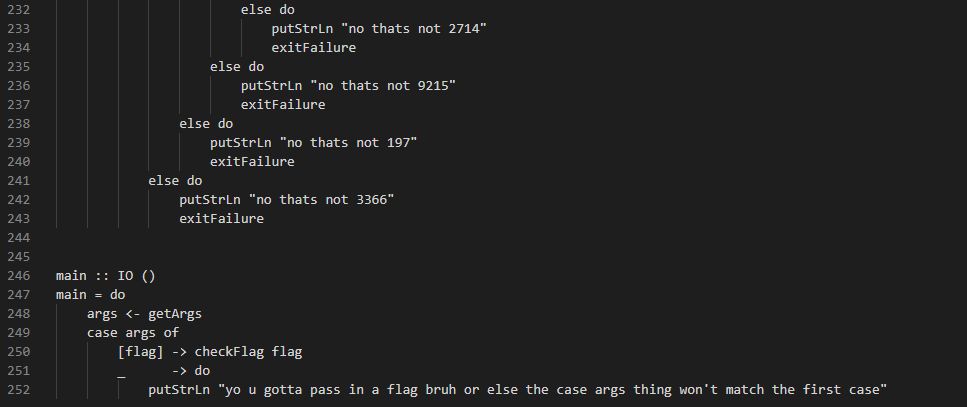 232 else do
233 putStrLn "no thats not 2714"
234 exitFailure
235 else do
236 putStrLn "no thats not 9215"
237 exitFailure
238 else do
239 putStrLn "no thats not 197"
240 exitFailure
241 else do
242 putStrLn "no thats not 3366"
243 exitFailure
244
245
246 main :: IO ()
247 main = do
248 args <- getArgs
249 case args of
250 [flag] -> checkFlag flag
251 _ -> do
252 putStrLn "yo u gotta pass in a flag bruh or else the case args thing won't match the first case"